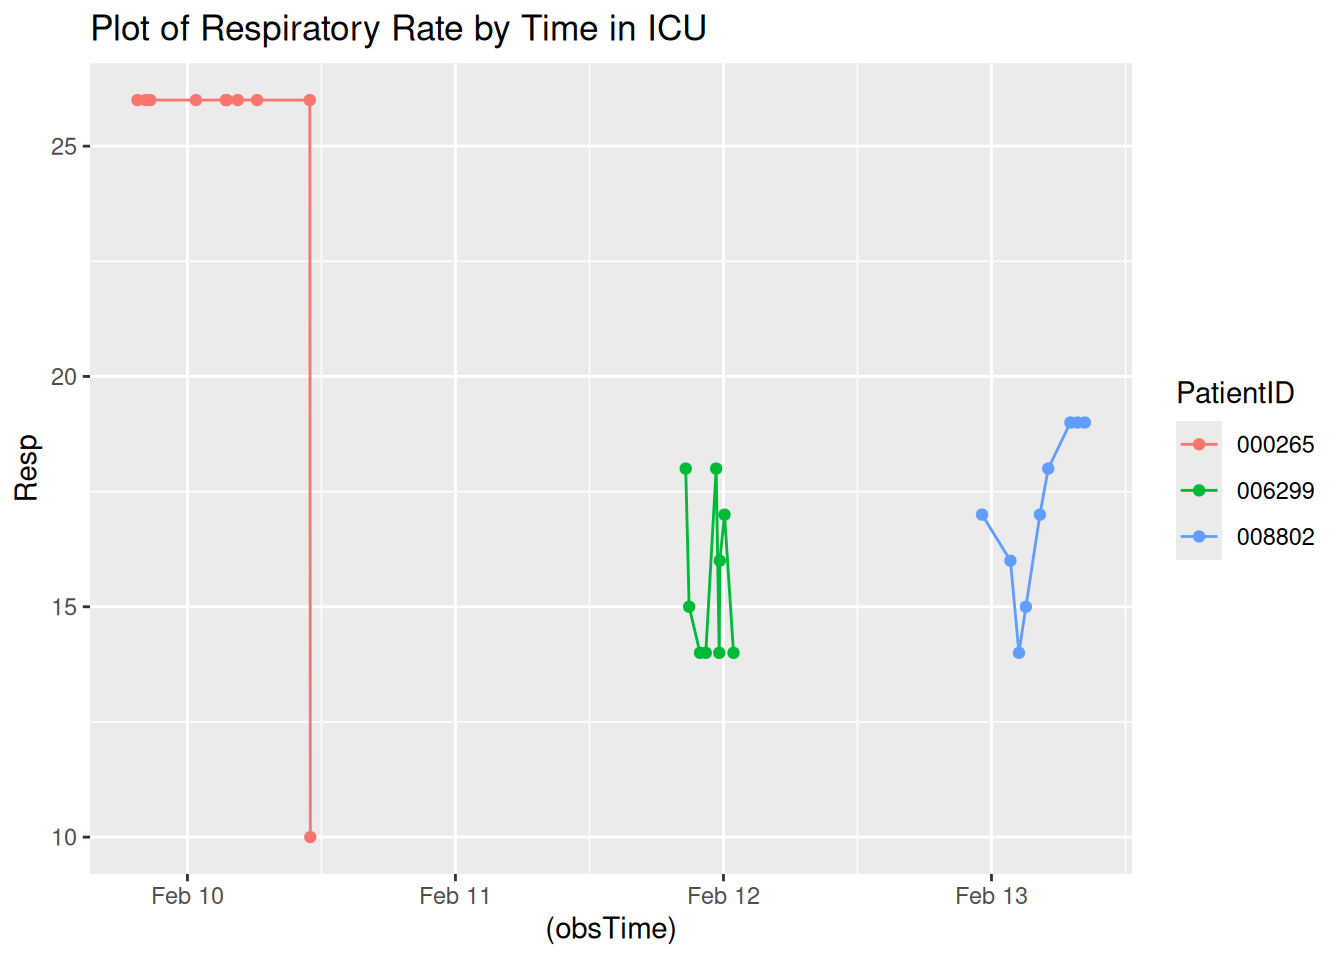 Plot of Respiratory Rate by Time in ICU
25
20
15
10
Resp
Feb 10
Feb 11
Feb 12
Feb 13
(obsTime)
PatientID
000265
006299
008802